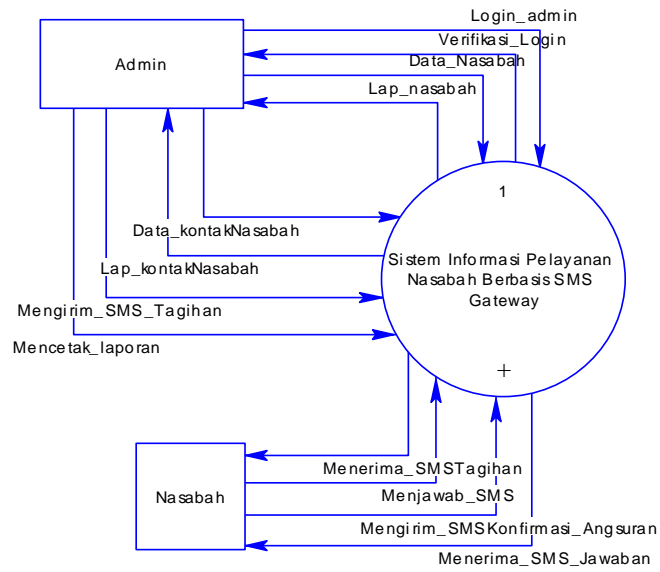 Login_admin
Verifikasi_Login
Data_Nasabah
Admin
Lap_nasabah
1
Data_kontakNasabah
Sistem Informasi Pelayanan
Nasabah Berbasis SMS
Gateway
Lap_kontakNasabah
Mengirim_SMS_Tagihan
Mencetak_laporan
+
Menerima_SMSTagihan
Nasabah
Menjawab_SMS
Mengirim_SMSKonfirmasi_Angsuran
Menerima_SMS_Jawaban